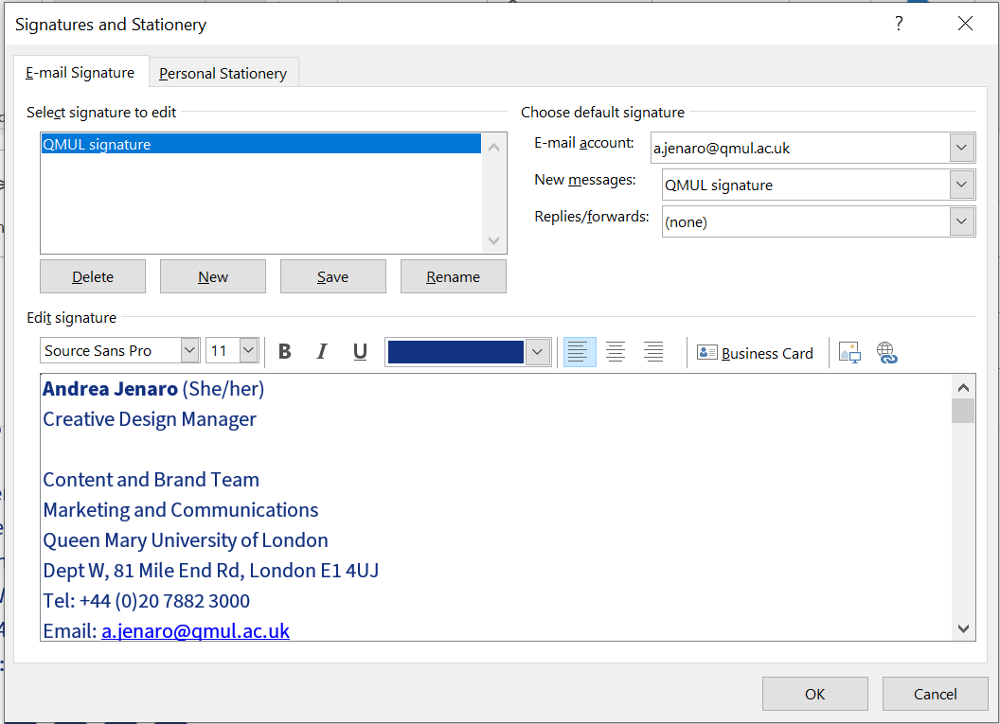 Signatures and Stationery
?
E-mail Signature
Personal Stationery
Select signature to edit
Choose default signature
QMUL signature
E-mail account:
a.jenaro@qmul.ac.uk
New messages:
QMUL signature
Replies/forwards:
(none)
Delete
New
Save
Rename
Edit signature
Source Sans Pro
11
B
I
U
Business Card
Andrea Jenaro (She/her)
Creative Design Manager
Content and Brand Team
Marketing and Communications
Queen Mary University of London
Dept W, 81 Mile End Rd, London E1 4UJ
Tel: +44 (0)20 7882 3000
Email: a.jenaro@qmul.ac.uk
OK
Cancel